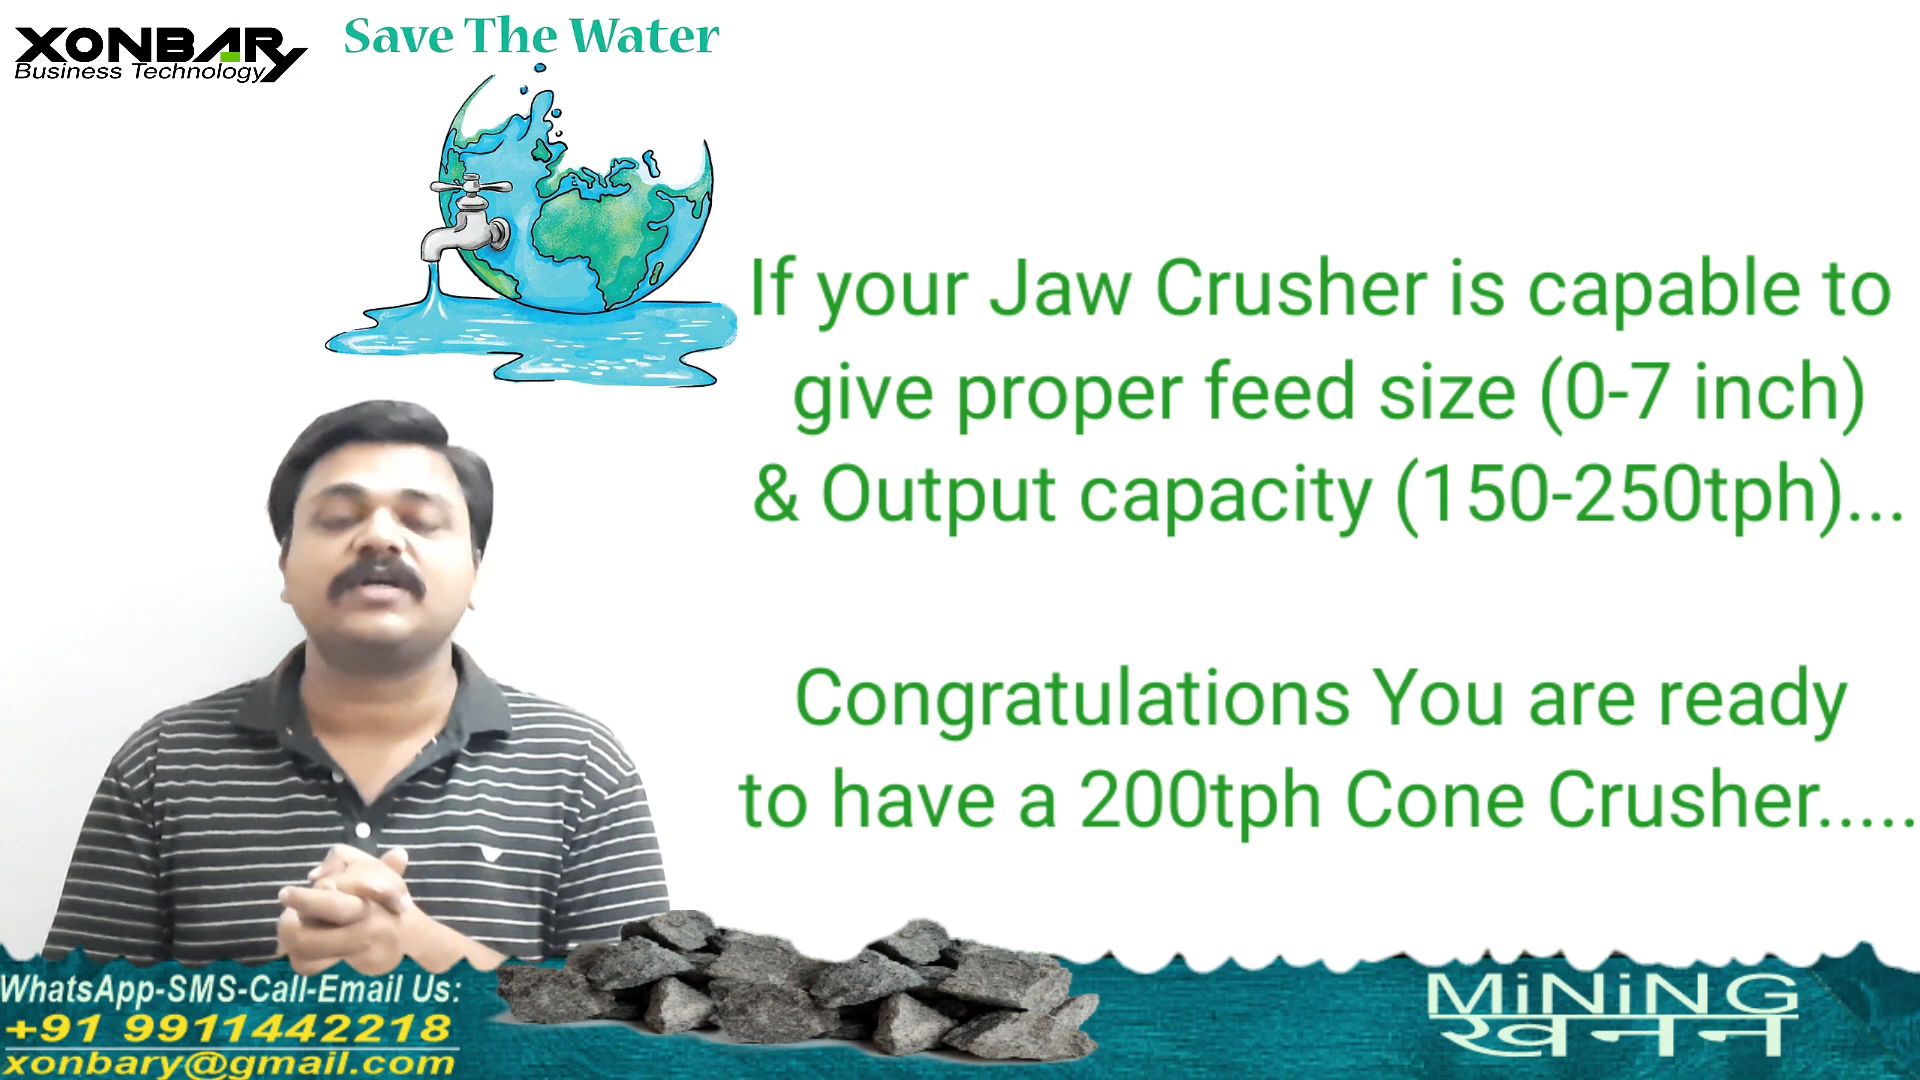 XONBARY
Business Technology
Save The Water
If your Jaw Crusher is capable to
give proper feed size (0-7 inch)
& Output capacity (150-250tph)...
Congratulations You are ready
to have a 200tph Cone Crusher.....
WhatsApp-SMS-Call-Email Us:
+91 9911442218
xonbary@gmail.com
MiNiNG
खनन